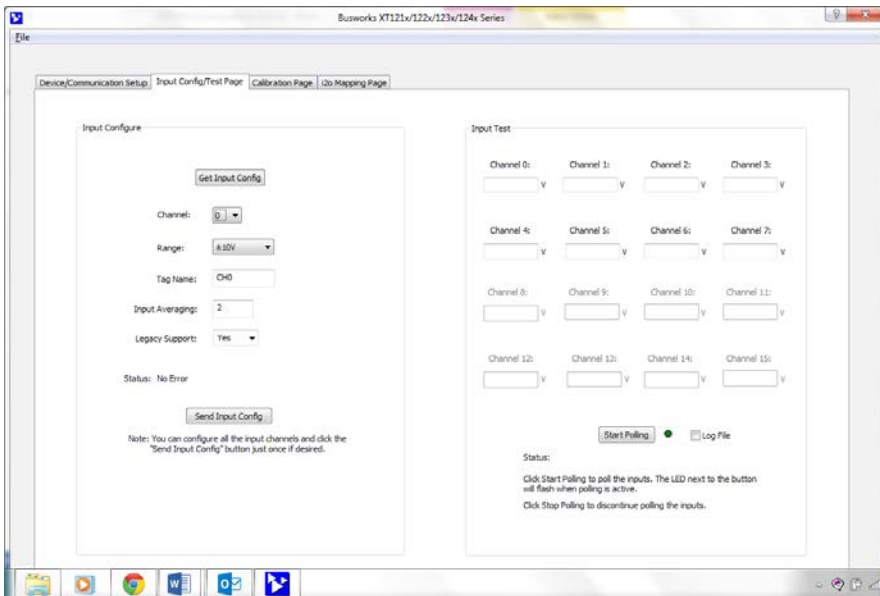 Busworks XT121x/122x/123x/124x Series
File
Device/Communication Setup Input Config/Test Page Calibration Page i2o Mapping Page
Input Configure
Get Input Config
Channel: 0
Range: ±10V
Tag Name: CH0
Input Averaging: 2
Legacy Support: Yes
Status: No Error
Send Input Config
Note: You can configure all the input channels and click the
"Send Input Config" button just once if desired.
Input Test
Channel 0: Channel 1: Channel 2: Channel 3:
V V V V
Channel 4: Channel 5: Channel 6: Channel 7:
V V V V
Channel 8: Channel 9: Channel 10: Channel 11:
V V V V
Channel 12: Channel 13: Channel 14: Channel 15:
V V V V
Start Polling Log File
Status:
Click Start Polling to poll the inputs. The LED next to the button
will flash when polling is active.
Click Stop Polling to discontinue polling the inputs.